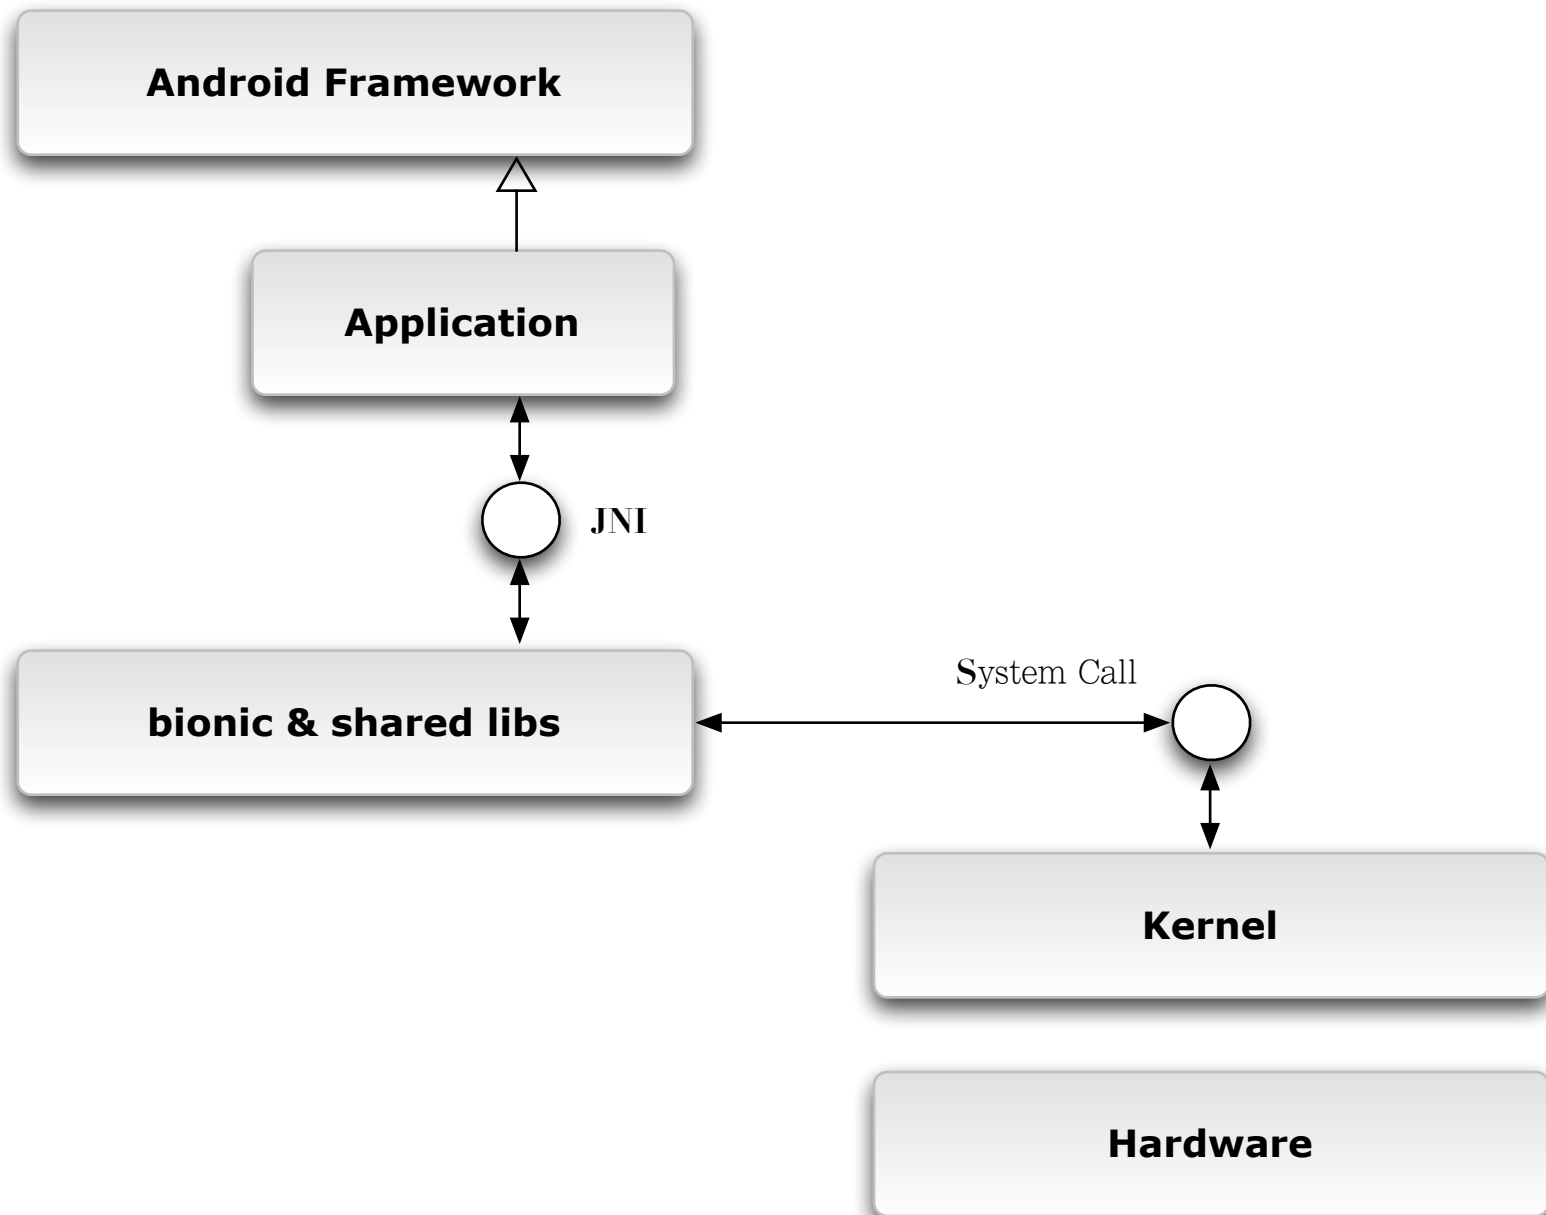 Android Framework
Application
JNI
System Call
bionic & shared libs
Kernel
Hardware